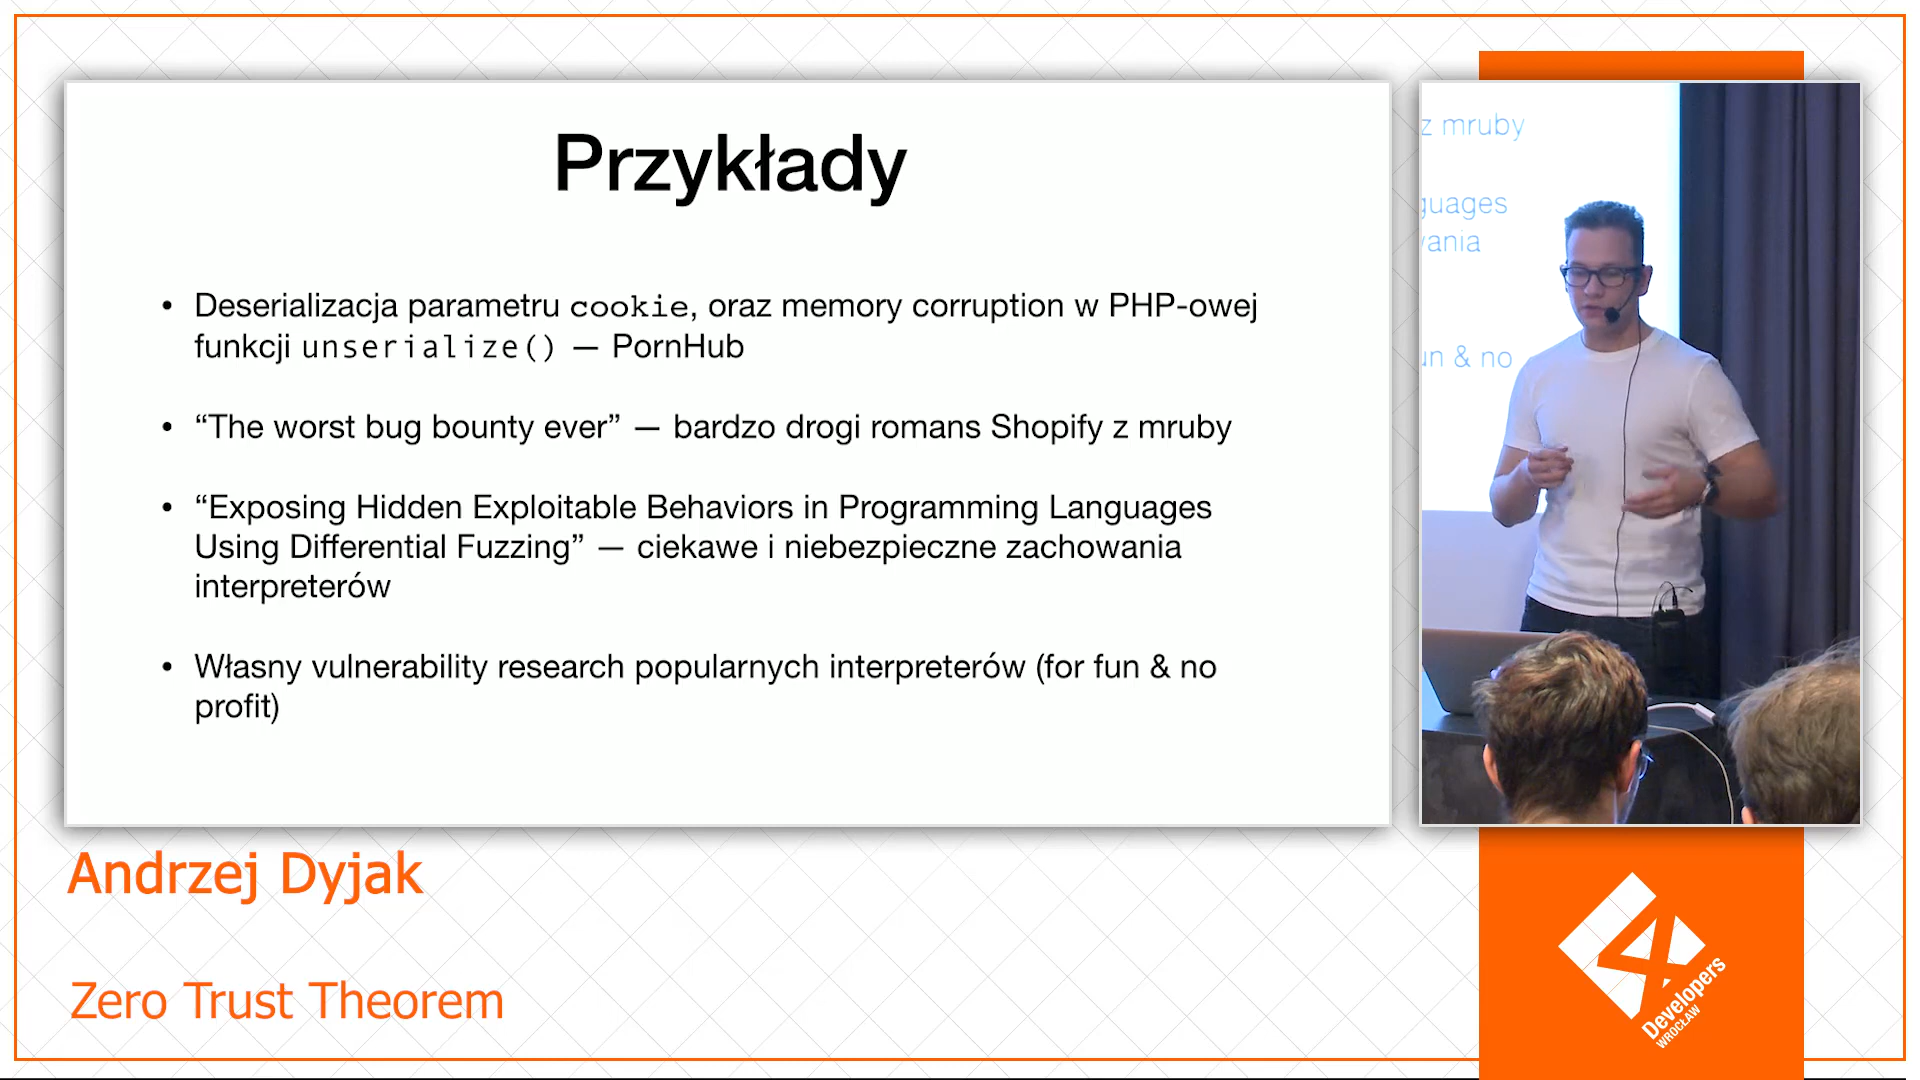 Przykłady
• Deserializacja parametru cookie, oraz memory corruption w PHP-owej
funkcji unserialize() — PornHub
• “The worst bug bounty ever” — bardzo drogi romans Shopify z mruby
• “Exposing Hidden Exploitable Behaviors in Programming Languages
Using Differential Fuzzing” — ciekawe i niebezpieczne zachowania
interpreterów
• Własny vulnerability research popularnych interpreterów (for fun & no
profit)
z mruby
guages
vania
un & no
Andrzej Dyjak
Zero Trust Theorem
4
Developers
WROCŁAW